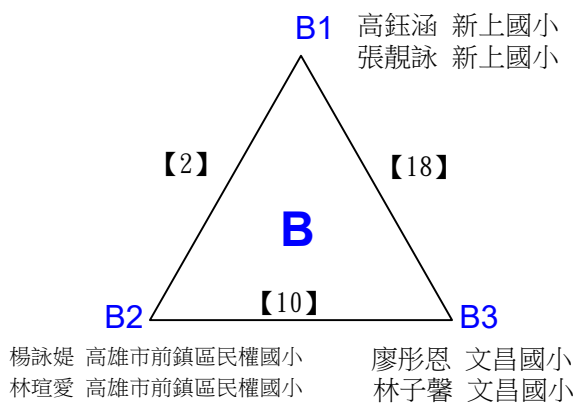 B1
高鈺涵 新上國小
張靚詠 新上國小
【2】
【18】
B
【10】
B2
B3
楊詠媞 高雄市前鎮區民權國小
林瑄愛 高雄市前鎮區民權國小
廖彤恩 文昌國小
林子馨 文昌國小